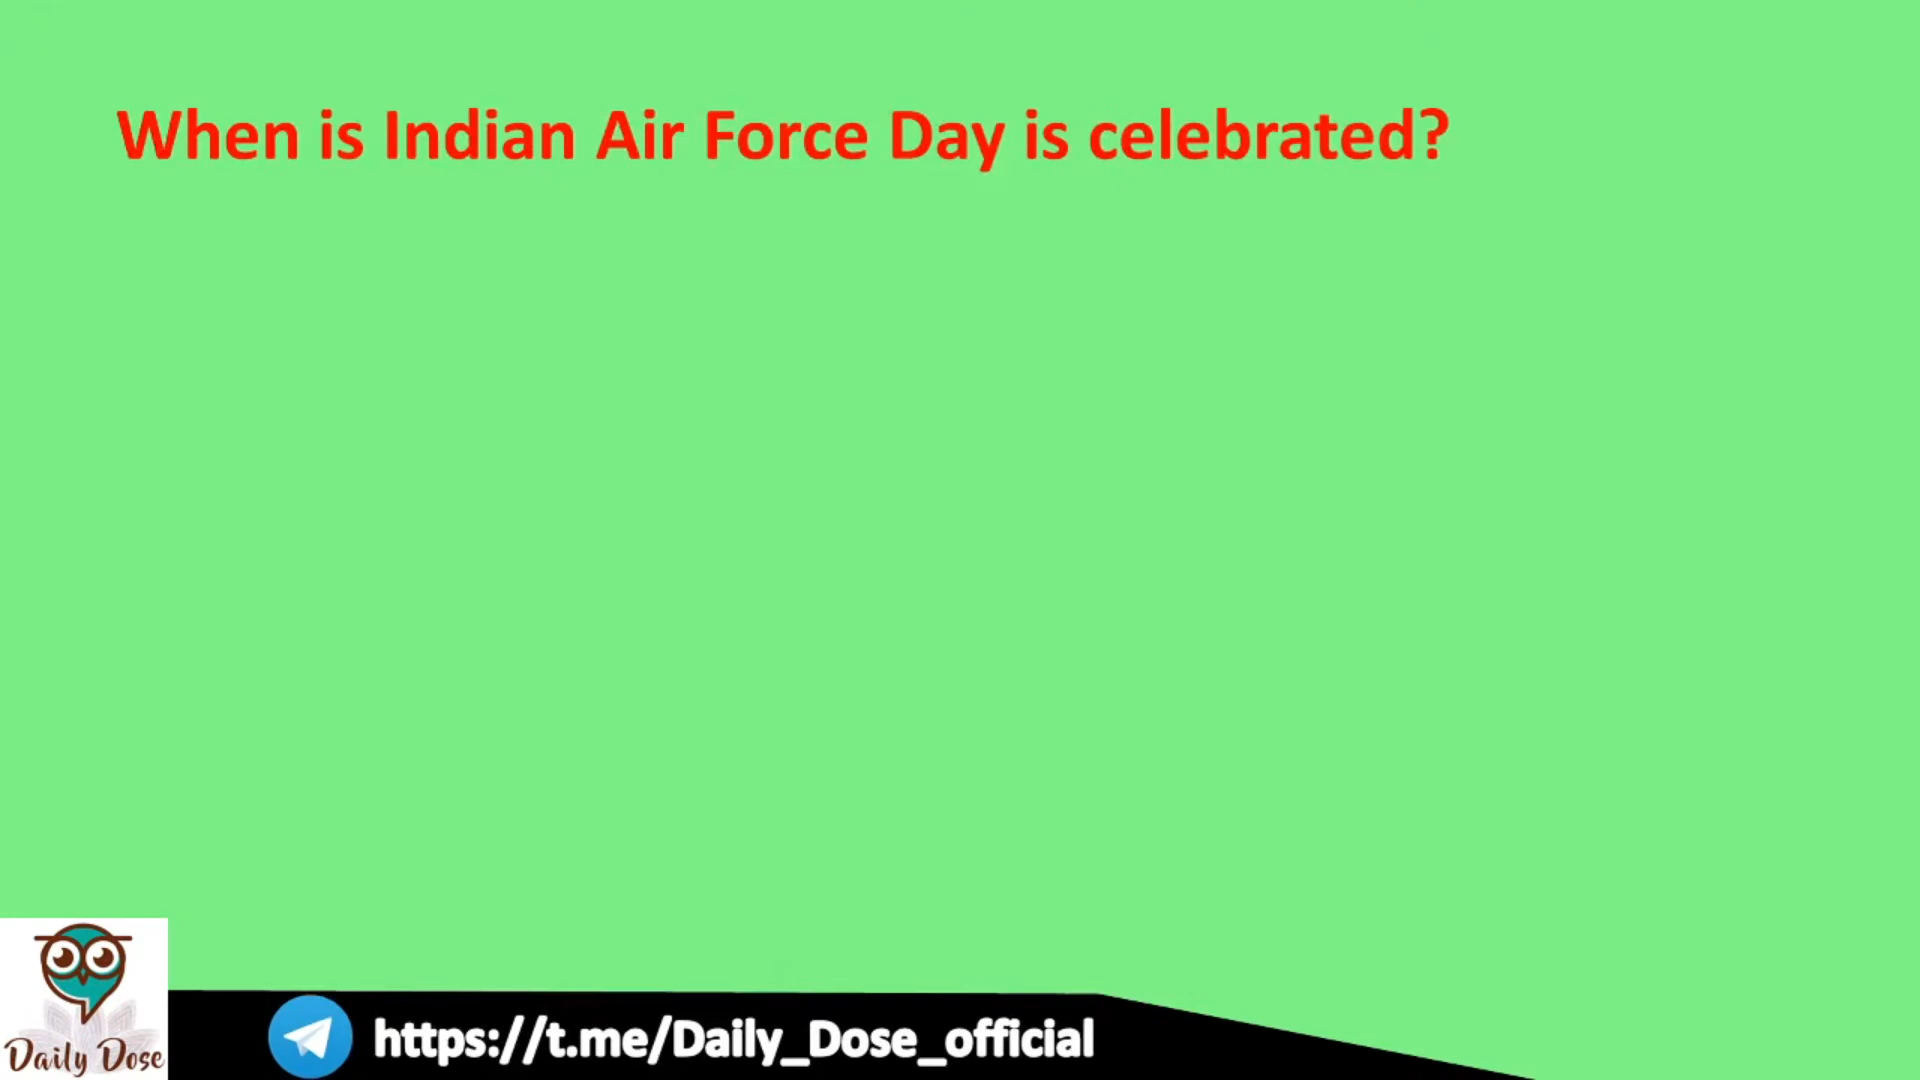 When is Indian Air Force Day is celebrated?
Daily Dose
https://t.me/Daily_Dose_official